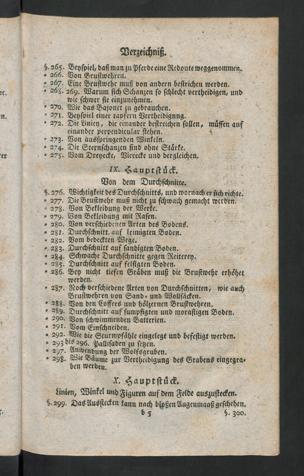 Verzeichniß.
§. 265. Beyspiel, daß man zu Pferde eine Redoute weggenommen.
• 266. Von Brustwehren.
• 267. Eine Brustwehr muß von andern bestrichen werden.
• 268. 269. Warum sich Schanzen so schlecht vertheidigen, und
wie schwer sie einzunehmen.
• 270. Wie das Bajonet zu gebrauchen.
• 271. Beyspiel einer tapfern Vertheidigung.
• 272. Die Linien, die einander bestreichen sollen, müssen auf
einander perpendicular stehen.
• 273. Von ausspringenden Winkeln.
• 274. Die Sternschanzen sind ohne Stärke.
• 275. Vom Dreyecke, Vierecke und dergleichen.
IX. Hauptstück.
Von dem Durchschnitte.
§. 276. Wichtigkeit des Durchschnitts, und wornach er sich richte.
• 277. Die Brustwehr muß nicht zu schwach gemacht werden.
• 278. Von Bekleidung der Werke.
• 279. Von Bekleidung mit Rasen.
• 280. Von verschiedenen Arten des Bodens.
• 281. Durchschnitt auf leimigten Boden.
• 282. Vom bedeckten Wege.
• 283. Durchschnitt auf sandigten Boden.
• 284. Schwache Durchschnitte gegen Reiterey.
• 285. Durchschnitt auf felsigten Boden.
• 286. Bey nicht tiefen Gräben muß die Brustwehr erhöhet
werden.
• 287. Noch verschiedene Arten von Durchschnitten, wie auch
Brustwehren von Sand- und Wollsäcken.
• 288. Von Coffers und hölzernen Brustwehren.
• 289. Durchschnitt auf sumpfigten und morastigen Boden.
• 290. Von schwimmenden Batterien.
• 291. Von Einschneiden.
• 292. Wie die Sturmpfähle eingelegt und befestigt werden.
• 293 bis 296. Pallisaden zu setzen.
• 297. Anwendung der Wolfsgruben.
• 298. Wie Bäume zur Vertheidigung des Grabens eingegraben
werden.
X. Hauptstück.
Linien, Winkel und Figuren auf dem Felde auszustecken.
§. 299. Das Ausstecken kann nach bloßen Augenmaaß geschehen.
b 5 §. 300.